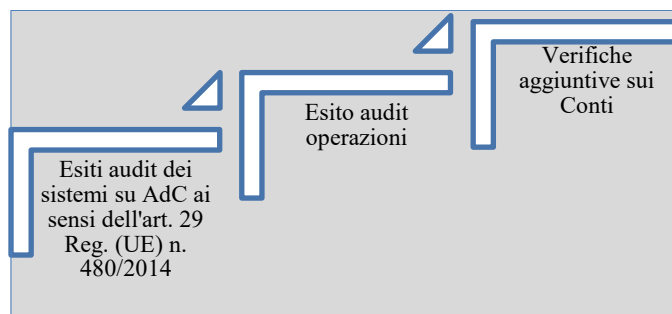 Esiti audit dei
sistemi su AdC ai
sensi dell'art. 29
Reg. (UE) n.
480/2014
Esito audit
operazioni
Verifiche
aggiuntive sui
Conti